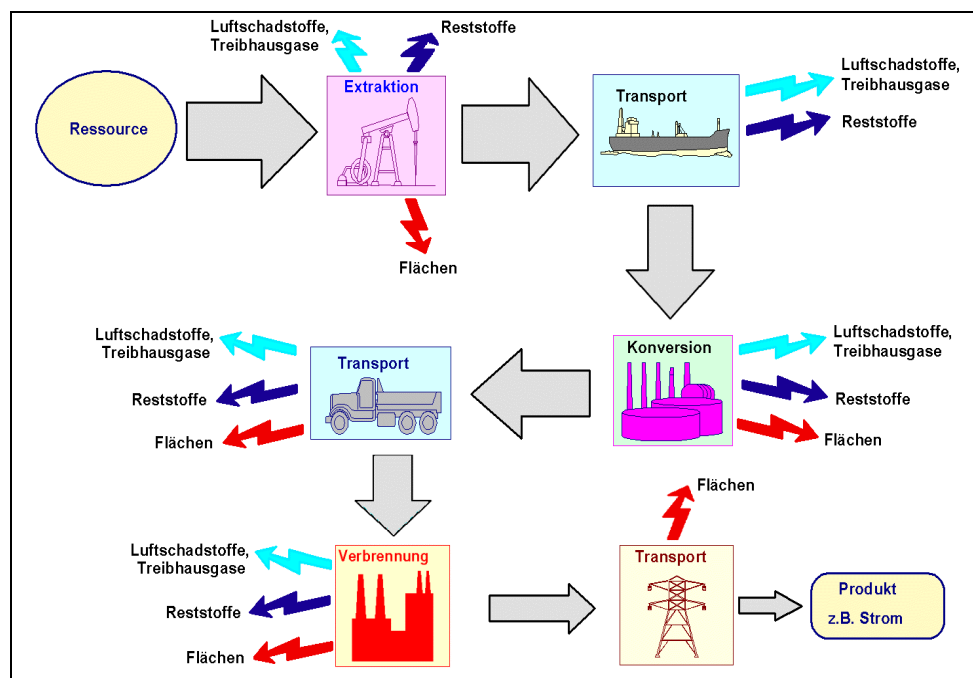 Luftschadstoffe,
Treibhausgase
Reststoffe
Ressource
Extraktion
Flächen
Transport
Luftschadstoffe,
Treibhausgase
Reststoffe
Luftschadstoffe,
Treibhausgase
Reststoffe
Flächen
Transport
Konversion
Luftschadstoffe,
Treibhausgase
Reststoffe
Flächen
Luftschadstoffe,
Treibhausgase
Reststoffe
Flächen
Verbrennung
Flächen
Transport
Produkt
z.B. Strom